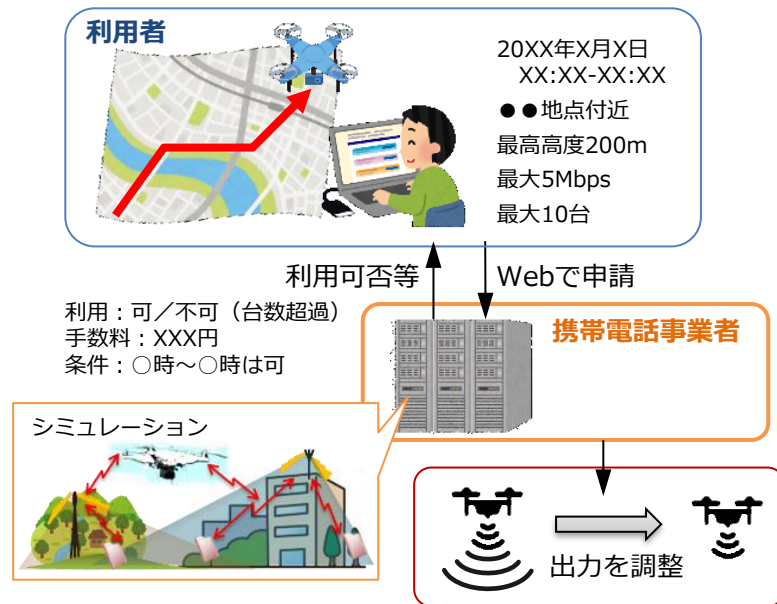 利用者
20XX年X月X日
XX:XX-XX:XX
●●地点付近
最高高度200m
最大5Mbps
最大10台
利用可否等
Webで申請
利用：可／不可（台数超過）
手数料：XXX円
条件：○時～○時は可
携帯電話事業者
シミュレーション
出力を調整